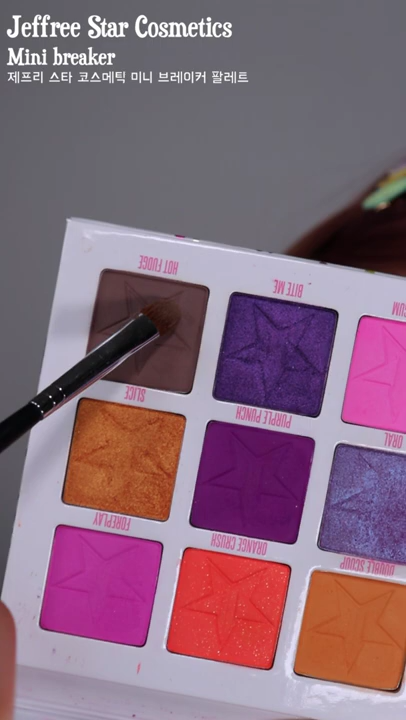 Jeffree Star Cosmetics
Mini breaker
제프리 스타 코스메틱 미니 브레이커 팔레트
HOT FUDGE
BITE ME
SLICE
PURPLE PUNCH
ORAL
FOREPLAY
ORANGE CRUSH
DOUBLE SCOOP